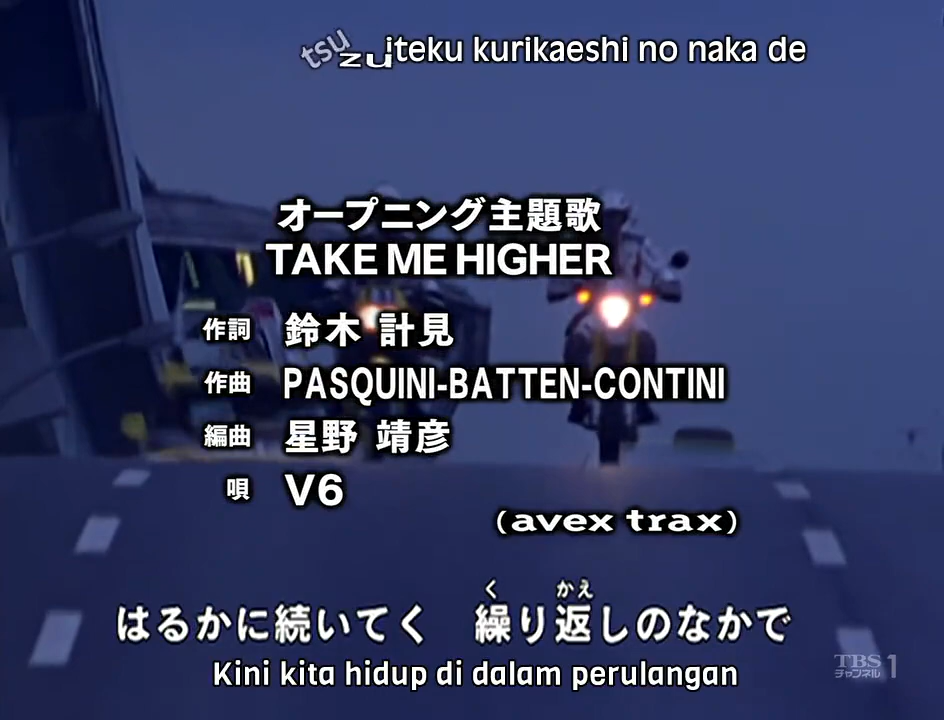 tsuzuiteku kurikaeshi no naka de
オープニング主題歌
TAKE ME HIGHER
作詞 鈴木 計見
作曲 PASQUINI-BATTEN-CONTINI
編曲 星野 靖彦
唄 V6
(avex trax)
く かえ
はるかに続いてく 繰り返しのなかで
Kini kita hidup di dalam perulangan
TBS チャンネル 1